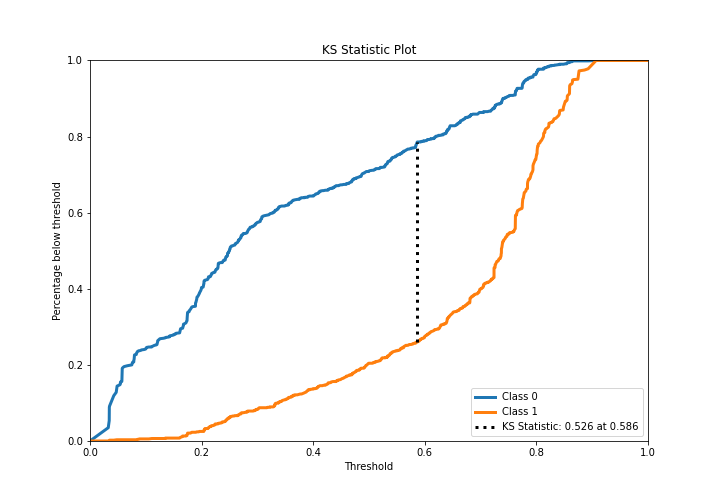 KS Statistic Plot
1.0
0.8
0.6
0.4
0.2
0.0
Percentage below threshold
0.0 0.2 0.4 0.6 0.8 1.0
Threshold
Class 0
Class 1
KS Statistic: 0.526 at 0.586